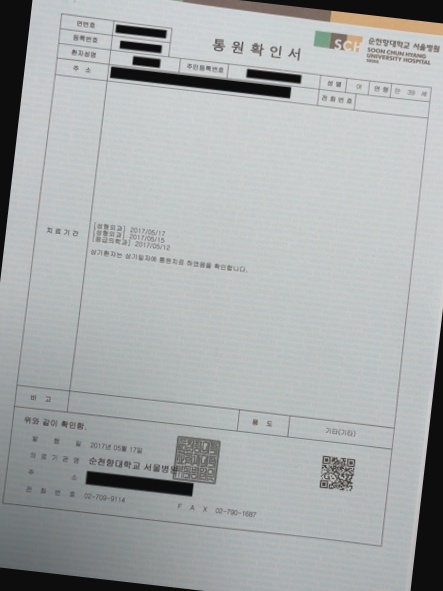 연번호
등록번호
통원확인서
SCH 순천향대학교 서울병원
SOON CHUN HYANG
UNIVERSITY HOSPITAL
환자성명 주민등록번호 성별 여 연령 만 39 세
주 소 전화번호
치료기간
[성형외과] 2017/05/17
[성형외과] 2017/05/15
[응급의학과] 2017/05/12
상기환자는 상기일자에 통원치료 하였음을 확인합니다.
비 고 용 도 기타(기타)
위와 같이 확인함.
발 행 일 2017년 05월 17일
의료기관명 순천향대학교 서울병원
주 소
전화번호 02-709-9114 FAX 02-790-1687